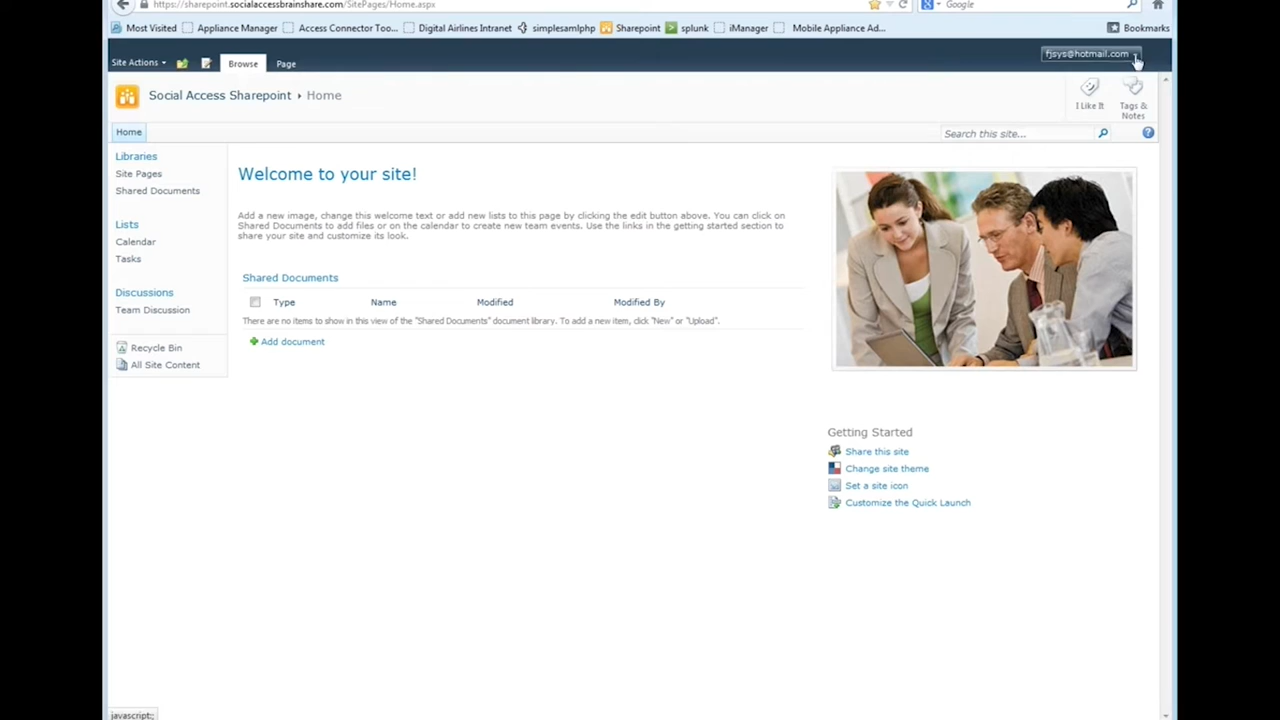 https://sharepoint.socialaccessbrainshare.com/SitePages/Home.aspx
Google
Most Visited Appliance Manager Access Connector Too... Digital Airlines Intranet simplesamlphp Sharepoint splunk iManager Mobile Appliance Ad... Bookmarks
Site Actions Browse Page fjsys@hotmail.com
Social Access Sharepoint Home
I Like It
Tags &
Notes
Home
Search this site...
Libraries
Site Pages
Shared Documents
Lists
Calendar
Tasks
Discussions
Team Discussion
Recycle Bin
All Site Content
Welcome to your site!
Add a new image, change this welcome text or add new lists to this page by clicking the edit button above. You can click on
Shared Documents to add files or on the calendar to create new team events. Use the links in the getting started section to
share your site and customize its look.
Shared Documents
Type Name Modified Modified By
There are no items to show in this view of the "Shared Documents" document library. To add a new item, click "New" or "Upload".
Add document
Getting Started
Share this site
Change site theme
Set a site icon
Customize the Quick Launch
javascript:;